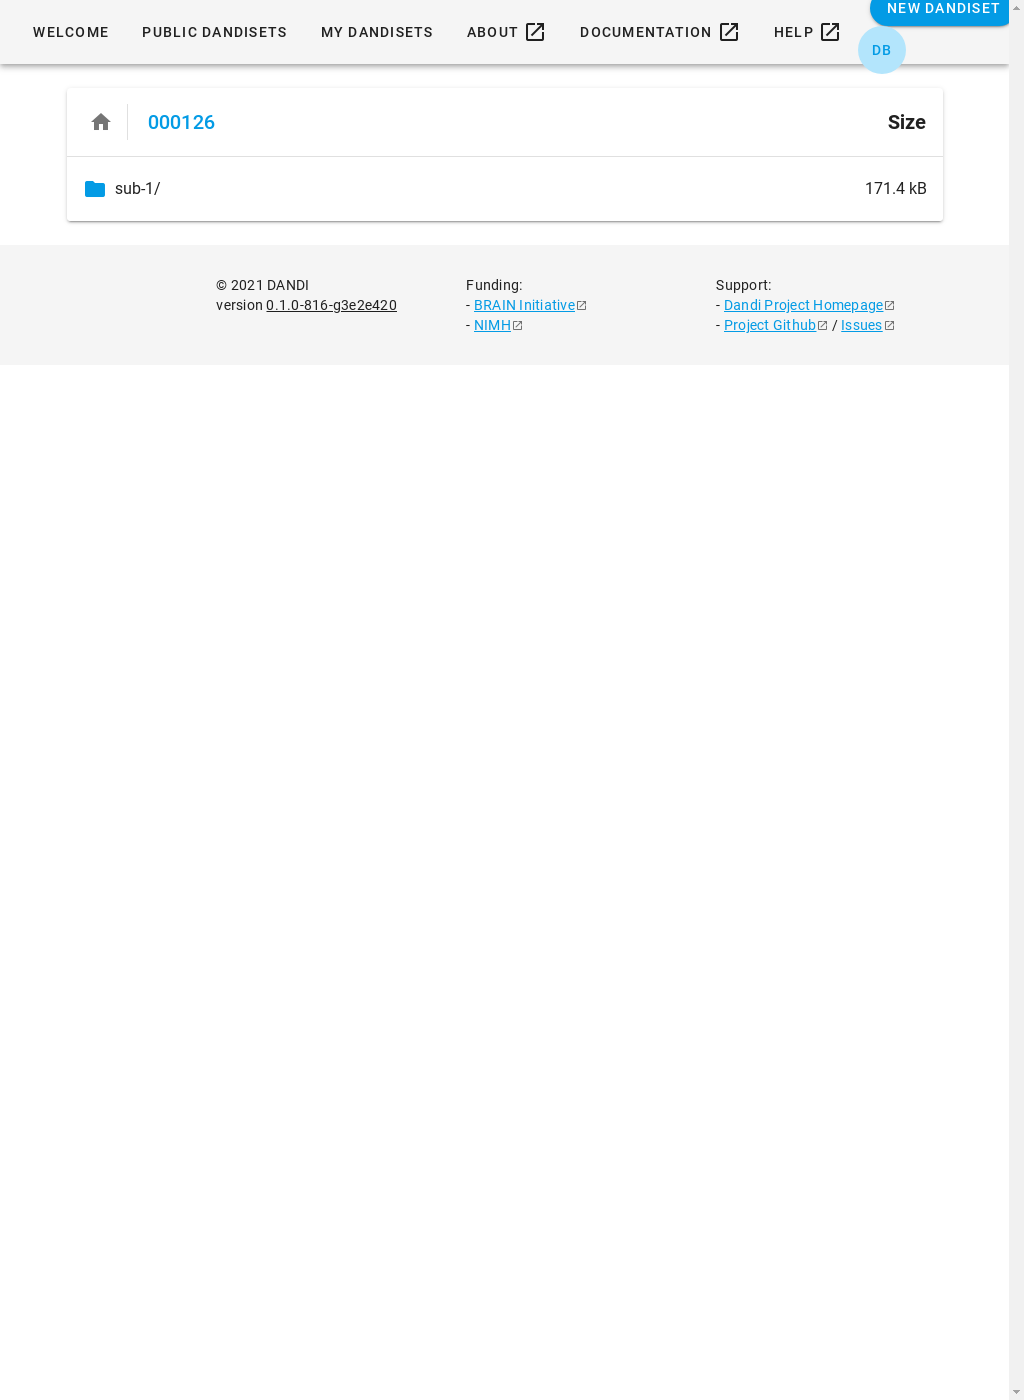 WELCOME PUBLIC DANDISETS MY DANDISETS ABOUT DOCUMENTATION HELP NEW DANDISET
DB
000126 Size
sub-1/ 171.4 kB
© 2021 DANDI
version 0.1.0-816-g3e2e420
Funding:
- BRAIN Initiative
- NIMH
Support:
- Dandi Project Homepage
- Project Github / Issues